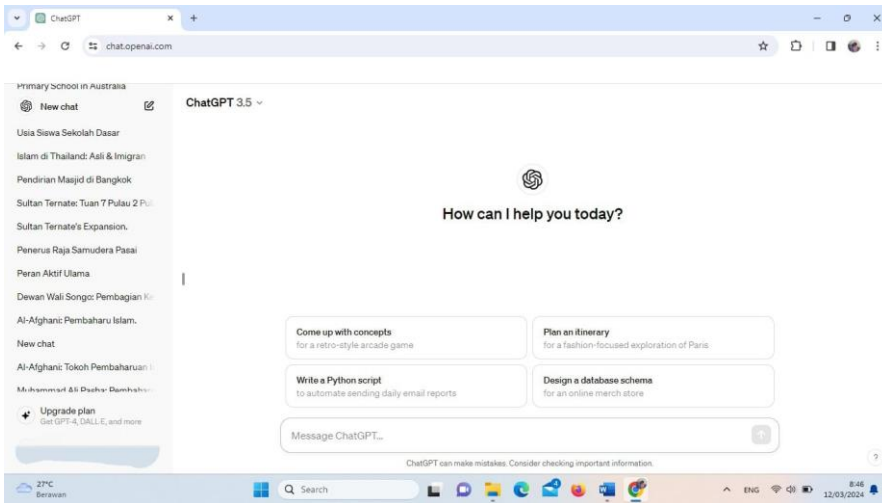 ChatGPT
chat.openai.com
Primary School in Australia
New chat
Usia Siswa Sekolah Dasar
Islam di Thailand: Asli & Imigran
Pendirian Masjid di Bangkok
Sultan Ternate: Tuan 7 Pulau 2 Pul
Sultan Ternate's Expansion.
Penerus Raja Samudera Pasai
Peran Aktif Ulama
Dewan Wali Songo: Pembagian Ke
Al-Afghani: Pembaharu Islam.
New chat
Al-Afghani: Tokoh Pembaharuan
Muhammad Ali Pasha: Pembahar
Upgrade plan
Get GPT-4, DALL·E, and more
ChatGPT 3.5
How can I help you today?
Come up with concepts
for a retro-style arcade game
Plan an itinerary
for a fashion-focused exploration of Paris
Write a Python script
to automate sending daily email reports
Design a database schema
for an online merch store
Message ChatGPT...
ChatGPT can make mistakes. Consider checking important information.
?
27°C
Berawan
Search
ENG
8:46
12/03/2024